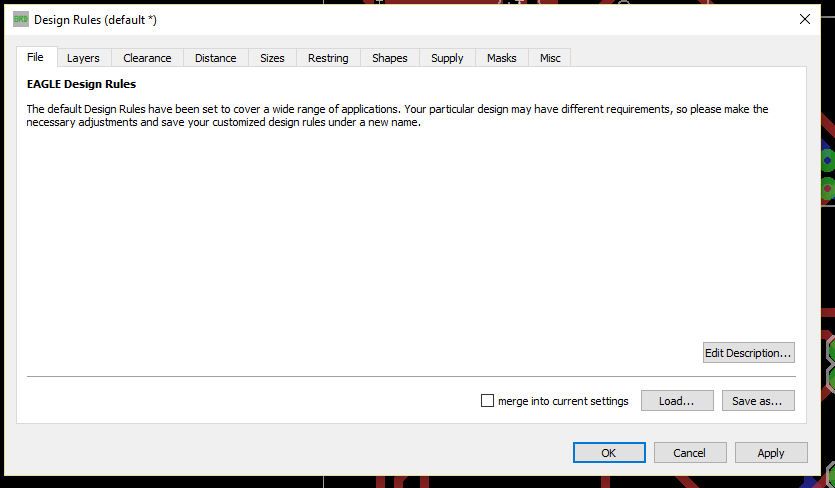 BRD
Design Rules (default *)
File Layers Clearance Distance Sizes Restring Shapes Supply Masks Misc
EAGLE Design Rules
The default Design Rules have been set to cover a wide range of applications. Your particular design may have different requirements, so please make the
necessary adjustments and save your customized design rules under a new name.
Edit Description...
merge into current settings Load... Save as...
OK Cancel Apply